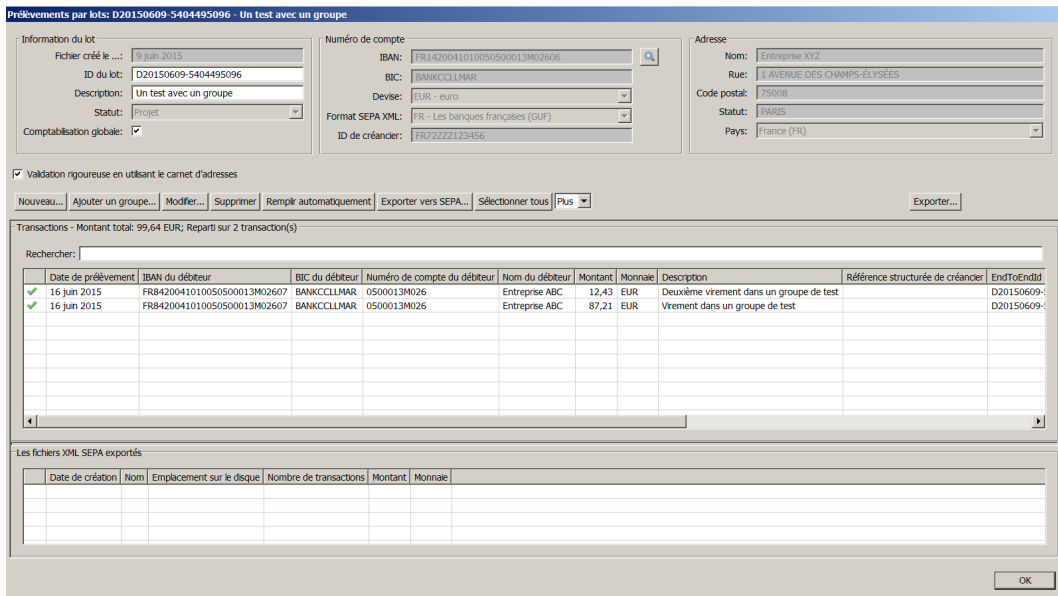 Prélèvements par lots: D20150609-5404495096 - Un test avec un groupe
Information du lot
Fichier créé le ...: 9 juin 2015
ID du lot: D20150609-5404495096
Description: Un test avec un groupe
Statut: Projet
Comptabilisation globale:
Numéro de compte
IBAN: FR1420041010050500013M02606
BIC: BANKCCLLMAR
Devise: EUR - euro
Format SEPA XML: FR - Les banques françaises (GUF)
ID de créancier: FR72ZZZ123456
Adresse
Nom: Entreprise XYZ
Rue: 1 AVENUE DES CHAMPS-ÉLYSÉES
Code postal: 75008
Statut: PARIS
Pays: France (FR)
Validation rigoureuse en utilisant le carnet d'adresses
Nouveau... Ajouter un groupe... Modifier... Supprimer Remplir automatiquement Exporter vers SEPA... Sélectionner tous Plus Exporter...
Transactions - Montant total: 99,64 EUR; Reparti sur 2 transaction(s)
Rechercher:
Date de prélèvement IBAN du débiteur BIC du débiteur Numéro de compte du débiteur Nom du débiteur Montant Monnaie Description Référence structurée de créancier EndToEndId
16 juin 2015 FR8420041010050500013M02607 BANKCCLLMAR 0500013M026 Entreprise ABC 12,43 EUR Deuxième virement dans un groupe de test D20150609-
16 juin 2015 FR8420041010050500013M02607 BANKCCLLMAR 0500013M026 Entreprise ABC 87,21 EUR Virement dans un groupe de test D20150609-
Les fichiers XML SEPA exportés
Date de création Nom Emplacement sur le disque Nombre de transactions Montant Monnaie
OK